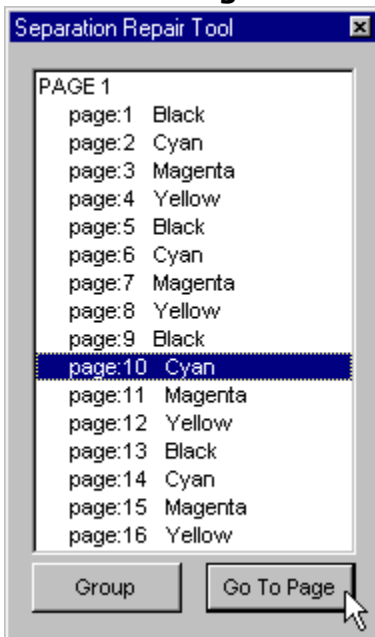 Separation Repair Tool
PAGE 1
page:1 Black
page:2 Cyan
page:3 Magenta
page:4 Yellow
page:5 Black
page:6 Cyan
page:7 Magenta
page:8 Yellow
page:9 Black
page:10 Cyan
page:11 Magenta
page:12 Yellow
page:13 Black
page:14 Cyan
page:15 Magenta
page:16 Yellow
Group Go To Page